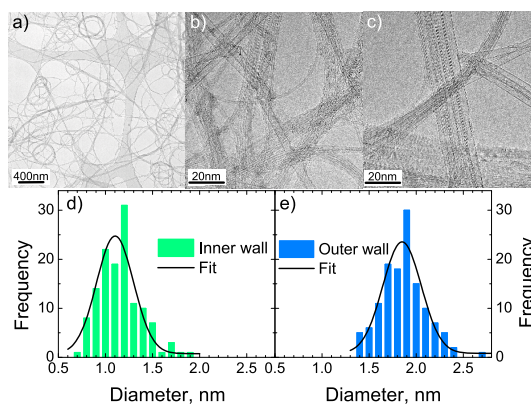 a)
b)
c)
400nm
20nm
20nm
d)
e)
30
20
10
0
Frequency
Inner wall
Fit
Outer wall
Fit
30
20
10
0
Frequency
0.5 1.0 1.5 2.0
0.5 1.0 1.5 2.0 2.5
Diameter, nm
Diameter, nm